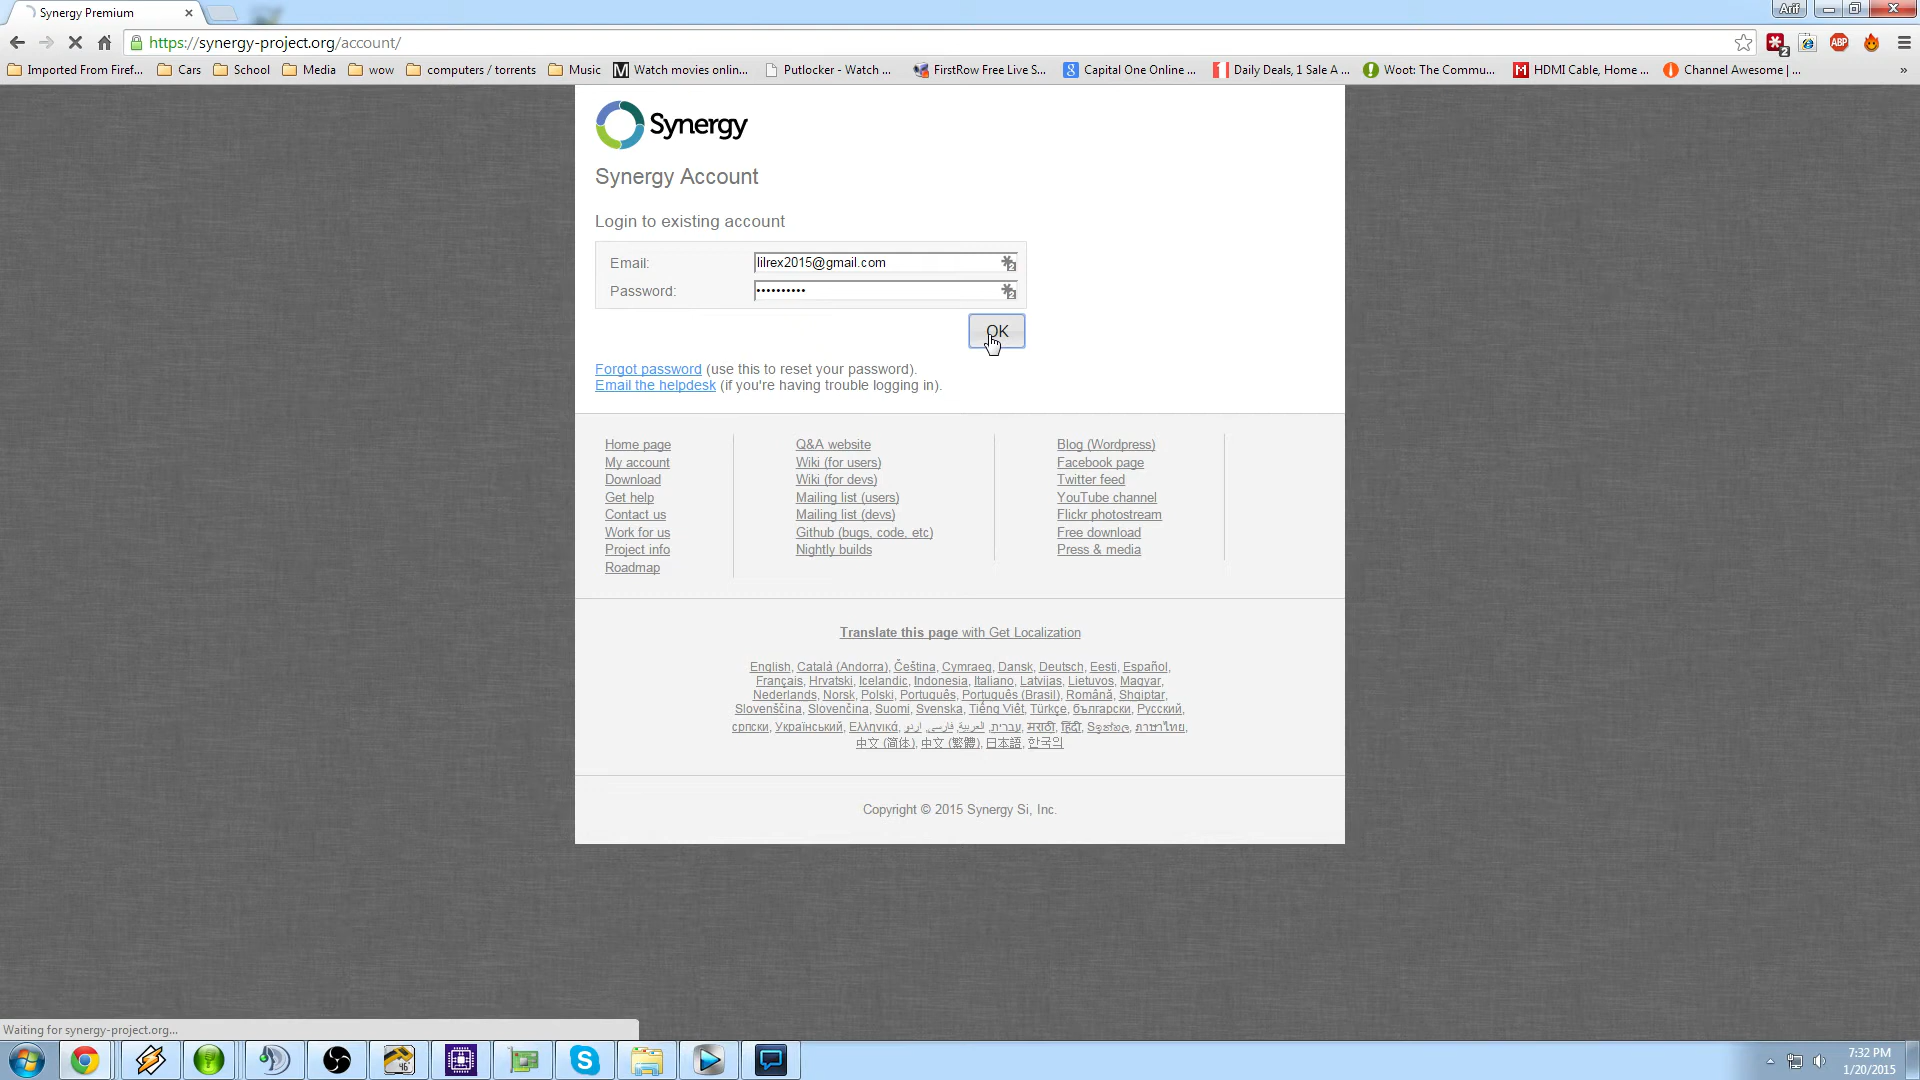 Synergy Premium
Arif
https://synergy-project.org/account/
Imported From Firef... Cars School Media wow computers / torrents Music Watch movies onlin... Putlocker - Watch ... FirstRow Free Live S... Capital One Online ... Daily Deals, 1 Sale A ... Woot: The Commu... HDMI Cable, Home ... Channel Awesome | ... »
Synergy
Synergy Account
Login to existing account
Email: lilrex2015@gmail.com
Password: ••••••••••
OK
Forgot password (use this to reset your password).
Email the helpdesk (if you're having trouble logging in).
Home page
My account
Download
Get help
Contact us
Work for us
Project info
Roadmap
Q&A website
Wiki (for users)
Wiki (for devs)
Mailing list (users)
Mailing list (devs)
Github (bugs, code, etc)
Nightly builds
Blog (Wordpress)
Facebook page
Twitter feed
YouTube channel
Flickr photostream
Free download
Press & media
Translate this page with Get Localization
English, Català (Andorra), Čeština, Cymraeg, Dansk, Deutsch, Eesti, Español,
Français, Hrvatski, Icelandic, Indonesia, Italiano, Latvijas, Lietuvos, Magyar,
Nederlands, Norsk, Polski, Português, Português (Brasil), Română, Shqiptar,
Slovenščina, Slovenčina, Suomi, Svenska, Tiếng Việt, Türkçe, български, Русский,
српски, Український, Ελληνικά, اردو, فارسی, العربية, עברית, मराठी, हिंदी, ภาษาไทย,
中文 (简体), 中文 (繁體), 日本語, 한국의
Copyright © 2015 Synergy Si, Inc.
Waiting for synergy-project.org...
46°
7:32 PM
1/20/2015